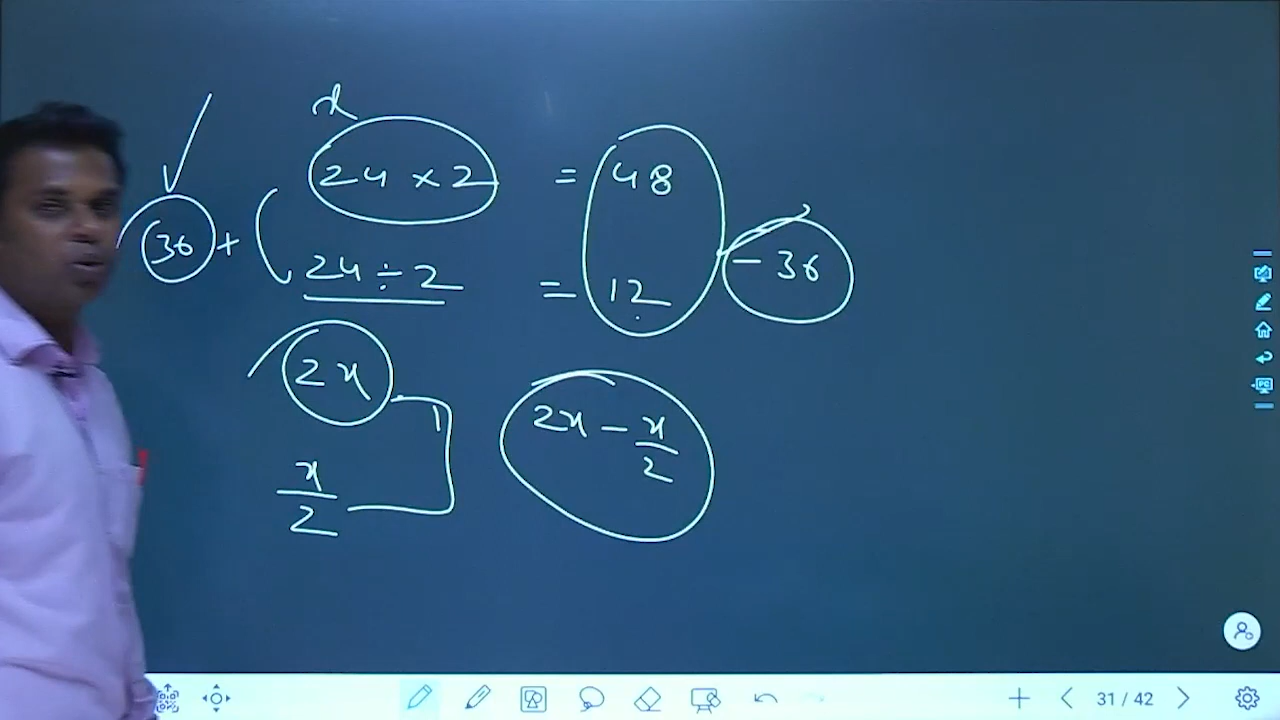 x
24 × 2 = 48
36 + 24 ÷ 2 = 12 - 36
2x
2x - x/2
x/2
31 / 42